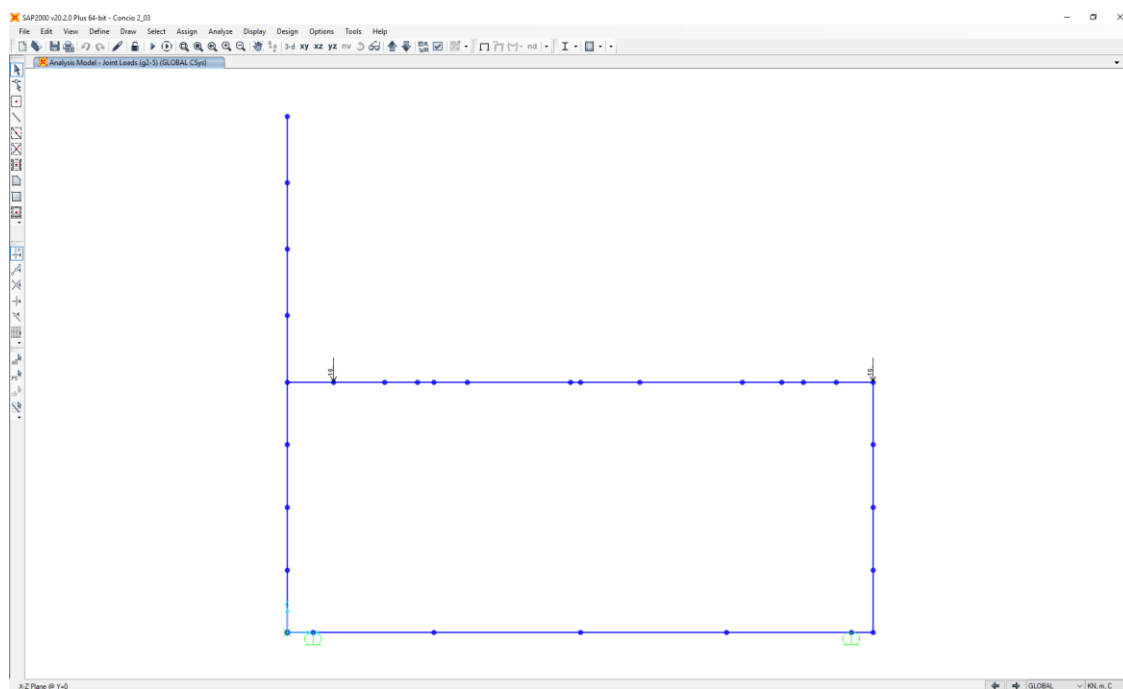 SAP2000 v20.2.0 Plus 64-bit - Concio 2_03
File Edit View Define Draw Select Assign Analyze Display Design Options Tools Help
3-d xy xz yz nv nd
Analysis Model - Joint Loads (g2-5) (GLOBAL CSys)
16
16
X-Z Plane @ Y=0
GLOBAL
KN, m, C